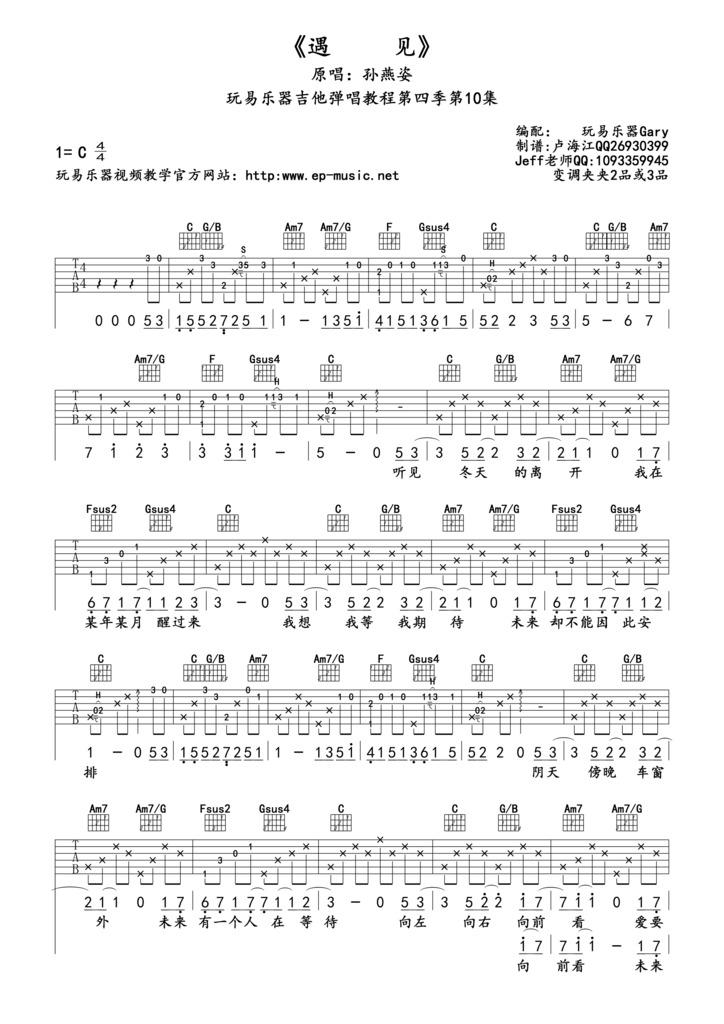 《遇 见》
原唱：孙燕姿
玩易乐器吉他弹唱教程第四季第10集
编配： 玩易乐器Gary
1= C 4/4
制谱:卢海江QQ26930399
Jeff老师QQ:1093359945
玩易乐器视频教学官方网站：http:www.ep-music.net
变调夹夹2品或3品
C G/B Am7 Am7/G F Gsus4 C C G/B Am7
0 0 0 5 3 1 5 5 2 7 2 5 1 1 - 1 3 5 1 4 1 5 1 3 6 1 5 5 2 2 3 5 3 5 - 6 7
Am7/G F Gsus4 C C G/B Am7 Am7/G
7 1 2 3 3 3 1 1 - 5 - 0 5 3 3 5 2 2 3 2 2 1 1 0 1 7
听见 冬天 的离 开 我在
Fsus2 Gsus4 C C G/B Am7 Am7/G Fsus2 Gsus4
6 7 1 7 1 1 2 3 3 - 0 5 3 3 5 2 2 3 2 2 1 1 0 1 7 6 7 1 7 7 1 1 2
某年某月 醒过来 我想 我等 我期 待 未来 却不能因 此安
C C G/B Am7 Am7/G F Gsus4 C C G/B
1 - 0 5 3 1 5 5 2 7 2 5 1 1 - 1 3 5 1 4 1 5 1 3 6 1 5 5 2 2 0 5 3 3 5 2 2 3 2
排 阴天 傍晚 车窗
Am7 Am7/G Fsus2 Gsus4 C C G/B Am7 Am7/G
2 1 1 0 1 7 6 7 1 7 7 1 1 2 3 - 0 5 3 3 5 2 2 1 7 7 1 1 0 1 7
外 未来 有一个人 在 等待 向左 向右 向前 看 爱要
1 7 7 1 1 - 1 7
向 前看 未来